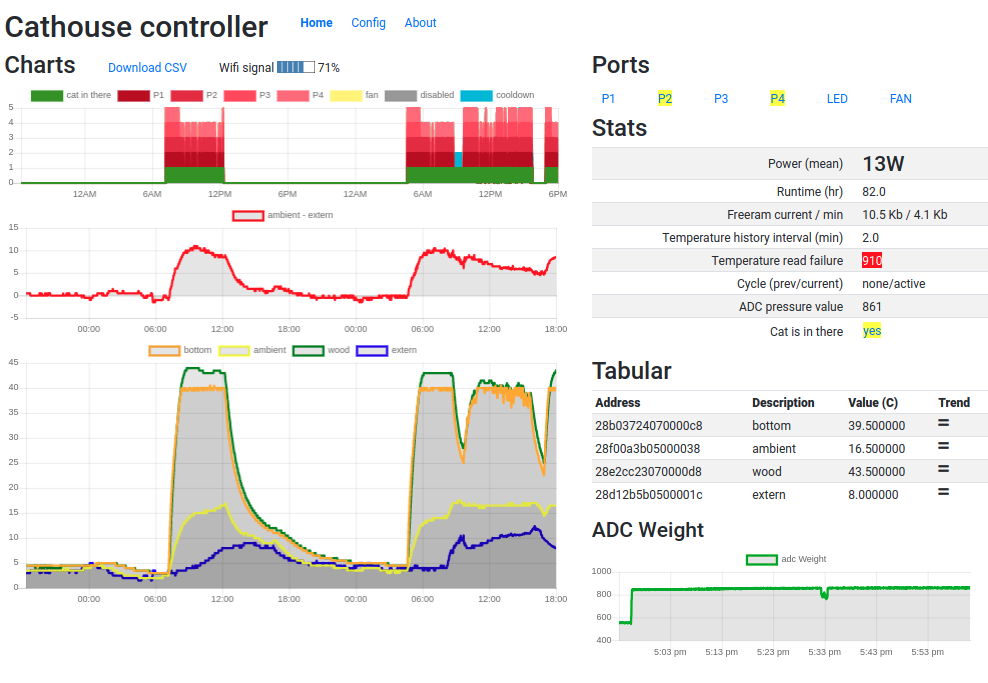 Cathouse controller Home Config About
Charts Download CSV Wifi signal 71%
cat in there P1 P2 P3 P4 fan disabled cooldown
5
4
3
2
1
0
12AM 6AM 12PM 6PM 12AM 6AM 12PM 6PM
ambient - extern
15
10
5
0
-5
00:00 06:00 12:00 18:00 00:00 06:00 12:00 18:00
bottom ambient wood extern
45
40
35
30
25
20
15
10
5
0
00:00 06:00 12:00 18:00 00:00 06:00 12:00 18:00
Ports
P1 P2 P3 P4 LED FAN
Stats
Power (mean) 13W
Runtime (hr) 82.0
Freeram current / min 10.5 Kb / 4.1 Kb
Temperature history interval (min) 2.0
Temperature read failure 910
Cycle (prev/current) none/active
ADC pressure value 861
Cat is in there yes
Tabular
Address Description Value (C) Trend
28b03724070000c8 bottom 39.500000 =
28f00a3b05000038 ambient 16.500000 =
28e2cc23070000d8 wood 43.500000 =
28d12b5b0500001c extern 8.000000 =
ADC Weight
adc Weight
1000
800
600
400
5:03 pm 5:13 pm 5:23 pm 5:33 pm 5:43 pm 5:53 pm